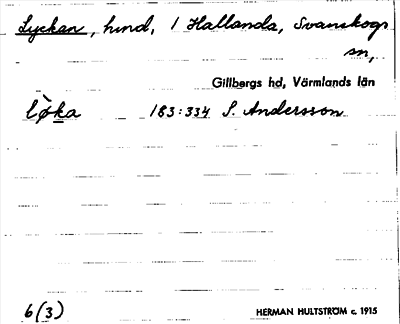 Lyckan, hmd, 1 Hallanda, Svanskogs
sn,
Gillbergs hd, Värmlands län
lø̀ka 183:334 S. Andersson
6(3)
HERMAN HULTSTRÖM c. 1915